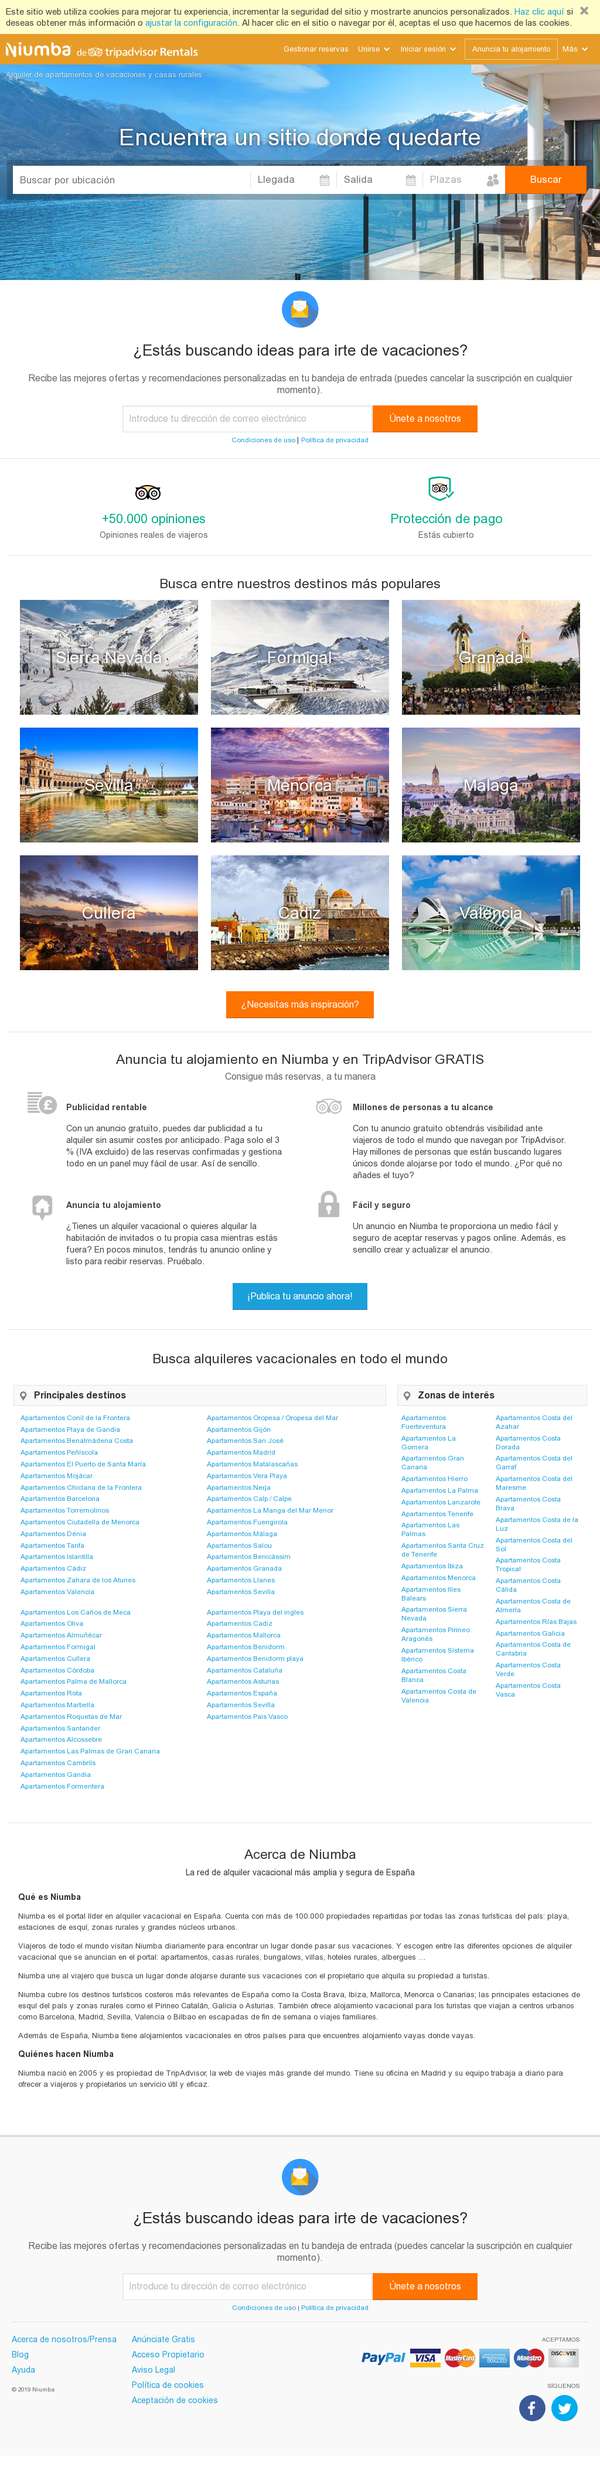 Este sitio web utiliza cookies para mejorar tu experiencia, incrementar la seguridad del sitio y mostrarte anuncios personalizados. Haz clic aquí si
deseas obtener más información o ajustar la configuración. Al hacer clic en el sitio o navegar por él, aceptas el uso que hacemos de las cookies.
Niumba de tripadvisor Rentals
Gestionar reservas Unirse Iniciar sesión Anuncia tu alojamiento Más
Alquiler de apartamentos de vacaciones y casas rurales
Encuentra un sitio donde quedarte
Buscar por ubicación Llegada Salida Plazas Buscar
¿Estás buscando ideas para irte de vacaciones?
Recibe las mejores ofertas y recomendaciones personalizadas en tu bandeja de entrada (puedes cancelar la suscripción en cualquier
momento).
Introduce tu dirección de correo electrónico Únete a nosotros
Condiciones de uso | Política de privacidad
+50.000 opiniones
Opiniones reales de viajeros
Protección de pago
Estás cubierto
Busca entre nuestros destinos más populares
Sierra Nevada Formigal Granada
Sevilla Menorca Malaga
Cullera Cadiz Valencia
¿Necesitas más inspiración?
Anuncia tu alojamiento en Niumba y en TripAdvisor GRATIS
Consigue más reservas, a tu manera
Publicidad rentable
Con un anuncio gratuito, puedes dar publicidad a tu
alquiler sin asumir costes por anticipado. Paga solo el 3
% (IVA excluido) de las reservas confirmadas y gestiona
todo en un panel muy fácil de usar. Así de sencillo.
Millones de personas a tu alcance
Con tu anuncio gratuito obtendrás visibilidad ante
viajeros de todo el mundo que navegan por TripAdvisor.
Hay millones de personas que están buscando lugares
únicos donde alojarse por todo el mundo. ¿Por qué no
añades el tuyo?
Anuncia tu alojamiento
¿Tienes un alquiler vacacional o quieres alquilar la
habitación de invitados o tu propia casa mientras estás
fuera? En pocos minutos, tendrás tu anuncio online y
listo para recibir reservas. Pruébalo.
Fácil y seguro
Un anuncio en Niumba te proporciona un medio fácil y
seguro de aceptar reservas y pagos online. Además, es
sencillo crear y actualizar el anuncio.
¡Publica tu anuncio ahora!
Busca alquileres vacacionales en todo el mundo
Principales destinos
Apartamentos Conil de la Frontera
Apartamentos Playa de Gandia
Apartamentos Benalmádena Costa
Apartamentos Peñíscola
Apartamentos El Puerto de Santa María
Apartamentos Mojácar
Apartamentos Chiclana de la Frontera
Apartamentos Barcelona
Apartamentos Torremolinos
Apartamentos Ciutadella de Menorca
Apartamentos Dénia
Apartamentos Tarifa
Apartamentos Islantilla
Apartamentos Cádiz
Apartamentos Zahara de los Atunes
Apartamentos Valencia
Apartamentos Los Caños de Meca
Apartamentos Oliva
Apartamentos Almuñécar
Apartamentos Formigal
Apartamentos Cullera
Apartamentos Córdoba
Apartamentos Palma de Mallorca
Apartamentos Rota
Apartamentos Marbella
Apartamentos Roquetas de Mar
Apartamentos Santander
Apartamentos Alcossebre
Apartamentos Las Palmas de Gran Canaria
Apartamentos Cambrils
Apartamentos Gandia
Apartamentos Formentera
Apartamentos Oropesa / Oropesa del Mar
Apartamentos Gijón
Apartamentos San José
Apartamentos Madrid
Apartamentos Matalascañas
Apartamentos Vera Playa
Apartamentos Nerja
Apartamentos Calp / Calpe
Apartamentos La Manga del Mar Menor
Apartamentos Fuengirola
Apartamentos Málaga
Apartamentos Salou
Apartamentos Benicàssim
Apartamentos Granada
Apartamentos Llanes
Apartamentos Sevilla
Apartamentos Playa del ingles
Apartamentos Cadiz
Apartamentos Mallorca
Apartamentos Benidorm
Apartamentos Benidorm playa
Apartamentos Cataluña
Apartamentos Asturias
Apartamentos España
Apartamentos Sevilla
Apartamentos Pais Vasco
Zonas de interés
Apartamentos
Fuerteventura
Apartamentos La
Gomera
Apartamentos Gran
Canaria
Apartamentos Hierro
Apartamentos La Palma
Apartamentos Lanzarote
Apartamentos Tenerife
Apartamentos Las
Palmas
Apartamentos Santa Cruz
de Tenerife
Apartamentos Ibiza
Apartamentos Menorca
Apartamentos Illes
Balears
Apartamentos Sierra
Nevada
Apartamentos Pirineo
Aragonés
Apartamentos Sistema
Ibérico
Apartamentos Costa
Blanca
Apartamentos Costa de
Valencia
Apartamentos Costa del
Azahar
Apartamentos Costa
Dorada
Apartamentos Costa del
Garraf
Apartamentos Costa del
Maresme
Apartamentos Costa
Brava
Apartamentos Costa de la
Luz
Apartamentos Costa del
Sol
Apartamentos Costa
Tropical
Apartamentos Costa
Cálida
Apartamentos Costa de
Almería
Apartamentos Rías Bajas
Apartamentos Galicia
Apartamentos Costa de
Cantabria
Apartamentos Costa
Verde
Apartamentos Costa
Vasca
Acerca de Niumba
La red de alquiler vacacional más amplia y segura de España
Qué es Niumba
Niumba es el portal líder en alquiler vacacional en España. Cuenta con más de 100.000 propiedades repartidas por todas las zonas turísticas del país: playa,
estaciones de esquí, zonas rurales y grandes núcleos urbanos.
Viajeros de todo el mundo visitan Niumba diariamente para encontrar un lugar donde pasar sus vacaciones. Y escogen entre las diferentes opciones de alquiler
vacacional que se anuncian en el portal: apartamentos, casas rurales, bungalows, villas, hoteles rurales, albergues ...
Niumba une al viajero que busca un lugar donde alojarse durante sus vacaciones con el propietario que alquila su propiedad a turistas.
Niumba cubre los destinos turísticos costeros más relevantes de España como la Costa Brava, Ibiza, Mallorca, Menorca o Canarias; las principales estaciones de
esquí del país y zonas rurales como el Pirineo Catalán, Galicia o Asturias. También ofrece alojamiento vacacional para los turistas que viajan a centros urbanos
como Barcelona, Madrid, Sevilla, Valencia o Bilbao en escapadas de fin de semana o viajes familiares.
Además de España, Niumba tiene alojamientos vacacionales en otros países para que encuentres alojamiento vayas donde vayas.
Quiénes hacen Niumba
Niumba nació en 2005 y es propiedad de TripAdvisor, la web de viajes más grande del mundo. Tiene su oficina en Madrid y su equipo trabaja a diario para
ofrecer a viajeros y propietarios un servicio útil y eficaz.
¿Estás buscando ideas para irte de vacaciones?
Recibe las mejores ofertas y recomendaciones personalizadas en tu bandeja de entrada (puedes cancelar la suscripción en cualquier
momento).
Introduce tu dirección de correo electrónico Únete a nosotros
Condiciones de uso | Política de privacidad
Acerca de nosotros/Prensa
Blog
Ayuda
© 2019 Niumba
Anúnciate Gratis
Acceso Propietario
Aviso Legal
Política de cookies
Aceptación de cookies
ACEPTAMOS
PayPal VISA MasterCard Maestro DISCOVER
SÍGUENOS